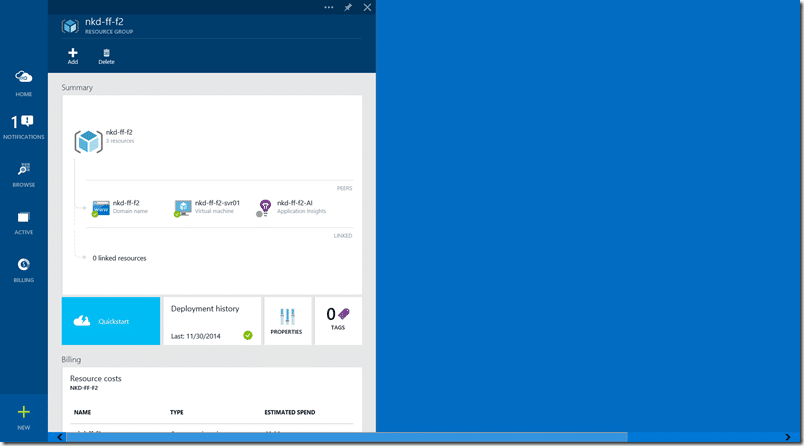 nkd-ff-f2
RESOURCE GROUP
Add
Delete
HOME
1
NOTIFICATIONS
BROWSE
ACTIVE
BILLING
NEW
Summary
nkd-ff-f2
3 resources
PEERS
www
nkd-ff-f2
Domain name
nkd-ff-f2-svr01
Virtual machine
nkd-ff-f2-AI
Application Insights
LINKED
0 linked resources
Quickstart
Deployment history
Last: 11/30/2014
PROPERTIES
0
TAGS
Billing
Resource costs
NKD-FF-F2
NAME TYPE ESTIMATED SPEND